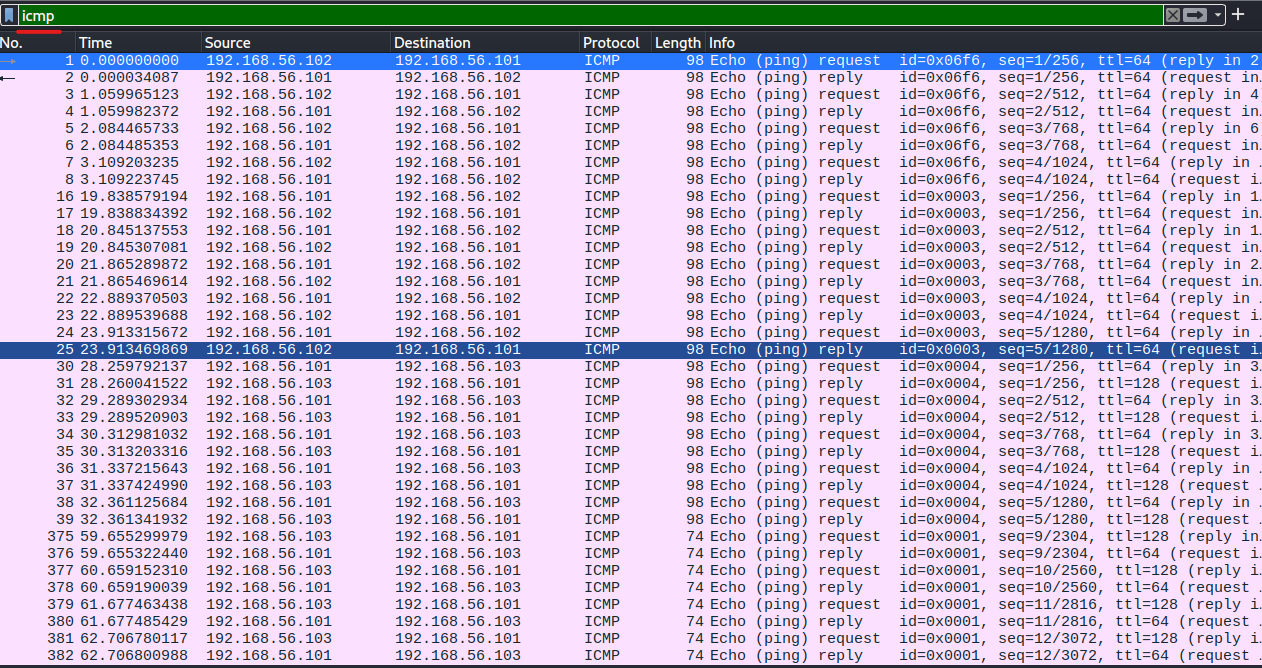 icmp
No. Time Source Destination Protocol Length Info
1 0.000000000 192.168.56.102 192.168.56.101 ICMP 98 Echo (ping) request id=0x06f6, seq=1/256, ttl=64 (reply in 2
2 0.000034087 192.168.56.101 192.168.56.102 ICMP 98 Echo (ping) reply id=0x06f6, seq=1/256, ttl=64 (request in…
3 1.059965123 192.168.56.102 192.168.56.101 ICMP 98 Echo (ping) request id=0x06f6, seq=2/512, ttl=64 (reply in 4
4 1.059982372 192.168.56.101 192.168.56.102 ICMP 98 Echo (ping) reply id=0x06f6, seq=2/512, ttl=64 (request in…
5 2.084465733 192.168.56.102 192.168.56.101 ICMP 98 Echo (ping) request id=0x06f6, seq=3/768, ttl=64 (reply in 6
6 2.084485353 192.168.56.101 192.168.56.102 ICMP 98 Echo (ping) reply id=0x06f6, seq=3/768, ttl=64 (request in…
7 3.109203235 192.168.56.102 192.168.56.101 ICMP 98 Echo (ping) request id=0x06f6, seq=4/1024, ttl=64 (reply in …
8 3.109223745 192.168.56.101 192.168.56.102 ICMP 98 Echo (ping) reply id=0x06f6, seq=4/1024, ttl=64 (request i…
16 19.838579194 192.168.56.101 192.168.56.102 ICMP 98 Echo (ping) request id=0x0003, seq=1/256, ttl=64 (reply in 1…
17 19.838834392 192.168.56.102 192.168.56.101 ICMP 98 Echo (ping) reply id=0x0003, seq=1/256, ttl=64 (request in…
18 20.845137553 192.168.56.101 192.168.56.102 ICMP 98 Echo (ping) request id=0x0003, seq=2/512, ttl=64 (reply in 1…
19 20.845307081 192.168.56.102 192.168.56.101 ICMP 98 Echo (ping) reply id=0x0003, seq=2/512, ttl=64 (request in…
20 21.865289872 192.168.56.101 192.168.56.102 ICMP 98 Echo (ping) request id=0x0003, seq=3/768, ttl=64 (reply in 2…
21 21.865469614 192.168.56.102 192.168.56.101 ICMP 98 Echo (ping) reply id=0x0003, seq=3/768, ttl=64 (request in…
22 22.889370503 192.168.56.101 192.168.56.102 ICMP 98 Echo (ping) request id=0x0003, seq=4/1024, ttl=64 (reply in …
23 22.889539688 192.168.56.102 192.168.56.101 ICMP 98 Echo (ping) reply id=0x0003, seq=4/1024, ttl=64 (request i…
24 23.913315672 192.168.56.101 192.168.56.102 ICMP 98 Echo (ping) request id=0x0003, seq=5/1280, ttl=64 (reply in …
25 23.913469869 192.168.56.102 192.168.56.101 ICMP 98 Echo (ping) reply id=0x0003, seq=5/1280, ttl=64 (request i…
30 28.259792137 192.168.56.101 192.168.56.103 ICMP 98 Echo (ping) request id=0x0004, seq=1/256, ttl=64 (reply in 3…
31 28.260041522 192.168.56.103 192.168.56.101 ICMP 98 Echo (ping) reply id=0x0004, seq=1/256, ttl=128 (request i…
32 29.289302934 192.168.56.101 192.168.56.103 ICMP 98 Echo (ping) request id=0x0004, seq=2/512, ttl=64 (reply in 3…
33 29.289520903 192.168.56.103 192.168.56.101 ICMP 98 Echo (ping) reply id=0x0004, seq=2/512, ttl=128 (request i…
34 30.312981032 192.168.56.101 192.168.56.103 ICMP 98 Echo (ping) request id=0x0004, seq=3/768, ttl=64 (reply in 3…
35 30.313203316 192.168.56.103 192.168.56.101 ICMP 98 Echo (ping) reply id=0x0004, seq=3/768, ttl=128 (request i…
36 31.337215643 192.168.56.101 192.168.56.103 ICMP 98 Echo (ping) request id=0x0004, seq=4/1024, ttl=64 (reply in …
37 31.337424990 192.168.56.103 192.168.56.101 ICMP 98 Echo (ping) reply id=0x0004, seq=4/1024, ttl=128 (request …
38 32.361125684 192.168.56.101 192.168.56.103 ICMP 98 Echo (ping) request id=0x0004, seq=5/1280, ttl=64 (reply in …
39 32.361341932 192.168.56.103 192.168.56.101 ICMP 98 Echo (ping) reply id=0x0004, seq=5/1280, ttl=128 (request …
375 59.655299979 192.168.56.103 192.168.56.101 ICMP 74 Echo (ping) request id=0x0001, seq=9/2304, ttl=128 (reply in…
376 59.655322440 192.168.56.101 192.168.56.103 ICMP 74 Echo (ping) reply id=0x0001, seq=9/2304, ttl=64 (request i…
377 60.659152310 192.168.56.103 192.168.56.101 ICMP 74 Echo (ping) request id=0x0001, seq=10/2560, ttl=128 (reply i…
378 60.659190039 192.168.56.101 192.168.56.103 ICMP 74 Echo (ping) reply id=0x0001, seq=10/2560, ttl=64 (request …
379 61.677463438 192.168.56.103 192.168.56.101 ICMP 74 Echo (ping) request id=0x0001, seq=11/2816, ttl=128 (reply i…
380 61.677485429 192.168.56.101 192.168.56.103 ICMP 74 Echo (ping) reply id=0x0001, seq=11/2816, ttl=64 (request …
381 62.706780117 192.168.56.103 192.168.56.101 ICMP 74 Echo (ping) request id=0x0001, seq=12/3072, ttl=128 (reply i…
382 62.706800988 192.168.56.101 192.168.56.103 ICMP 74 Echo (ping) reply id=0x0001, seq=12/3072, ttl=64 (request …